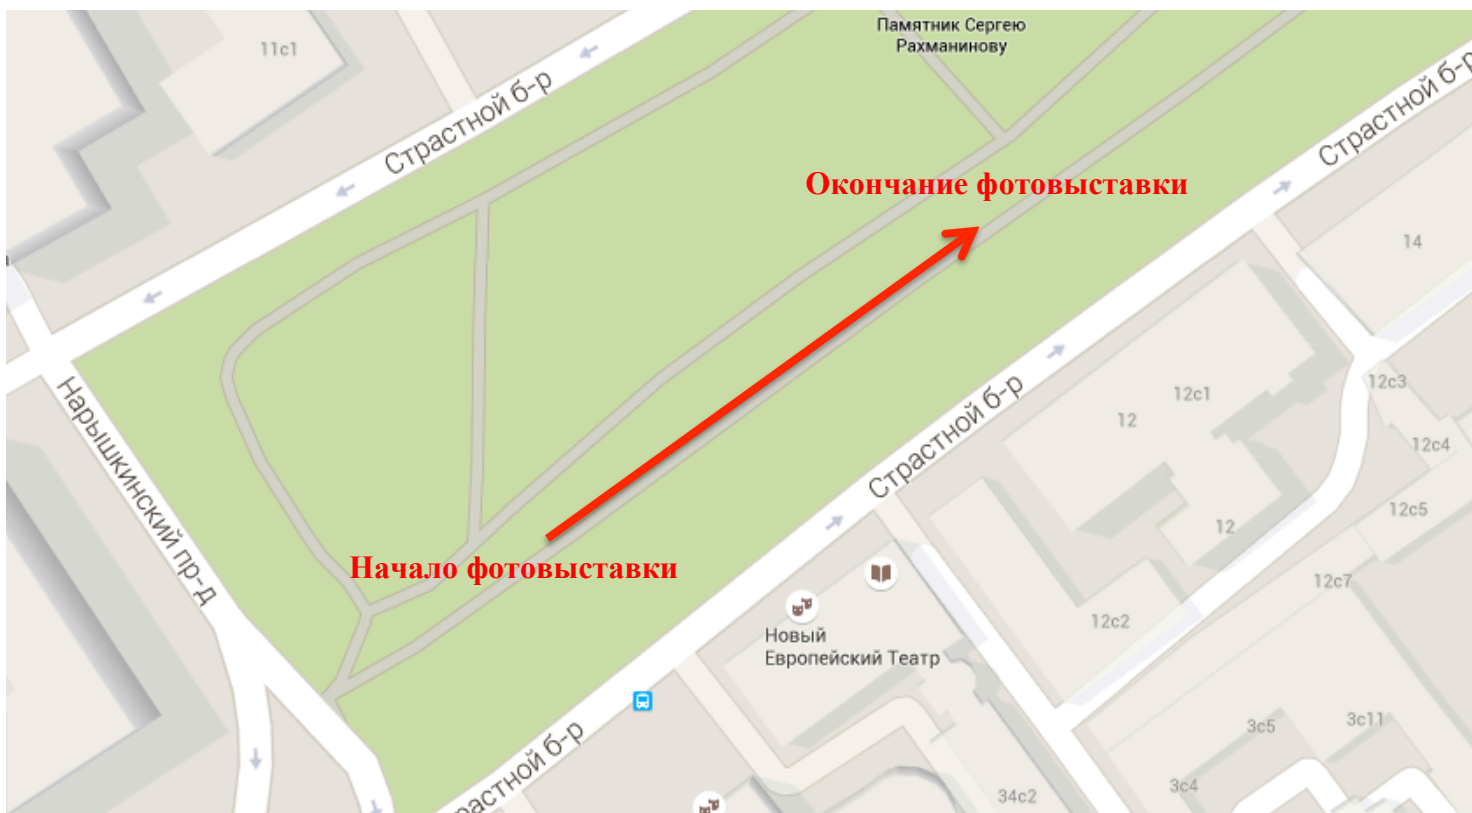 Памятник Сергею
Рахманинову
11с1
Страстной б-р
Страстной б-р
Окончание фотовыставки
14
12с3
12с1
12
Страстной б-р
12с4
Нарышкинский пр-д
12с5
12
Начало фотовыставки
12с7
12с2
Новый
Европейский Театр
3с11
3с5
растной б-р
3с4
34с2